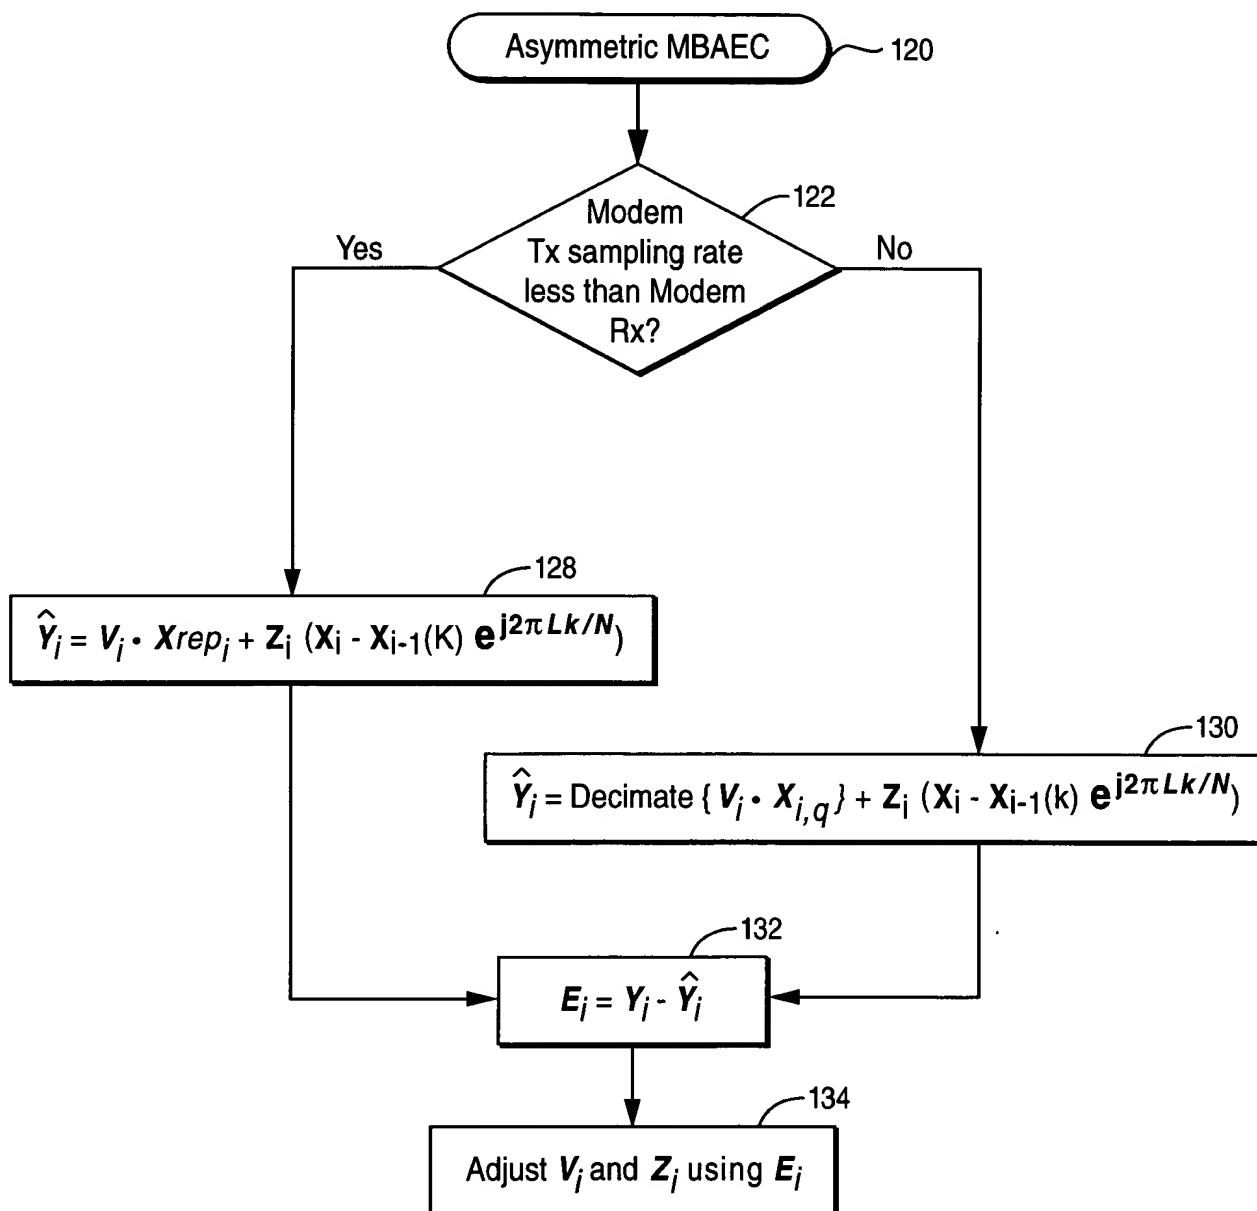 Asymmetric MBAEC
120
Modem
Tx sampling rate
less than Modem
Rx?
122
Yes
No
128
Ŷi = Vi • Xrepi + Zi (Xi - Xi-1(K) e^j2πLk/N)
130
Ŷi = Decimate { Vi • Xi,q} + Zi (Xi - Xi-1(k) e^j2πLk/N)
132
Ei = Yi - Ŷi
134
Adjust Vi and Zi using Ei